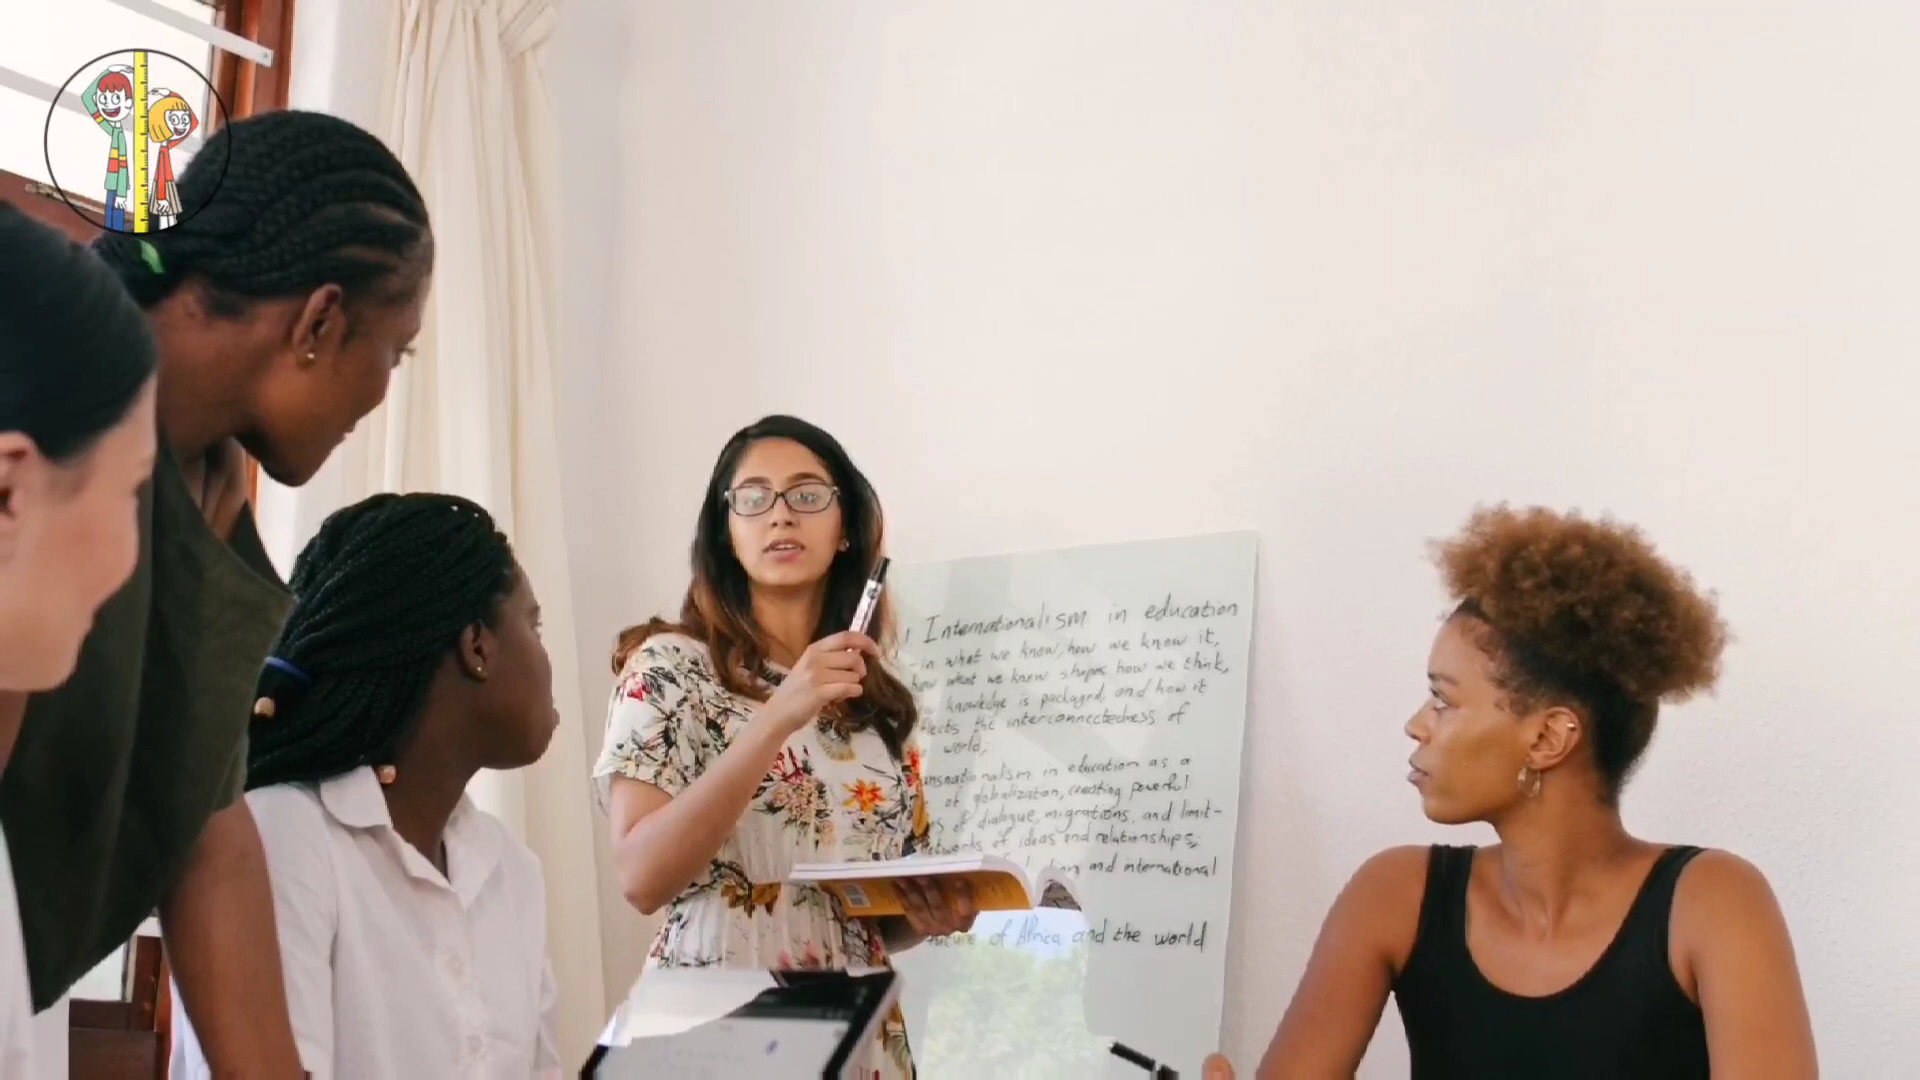 1 Internationalism in education
- in what we know, how we know it,
how what we know shapes how we think,
knowledge is packaged, and how it
the interconnectedness of
world;
in education as a
of globalization, creating powerful
of dialogue, migrations, and limit-
of ideas and relationships;
and international
of Africa and the world